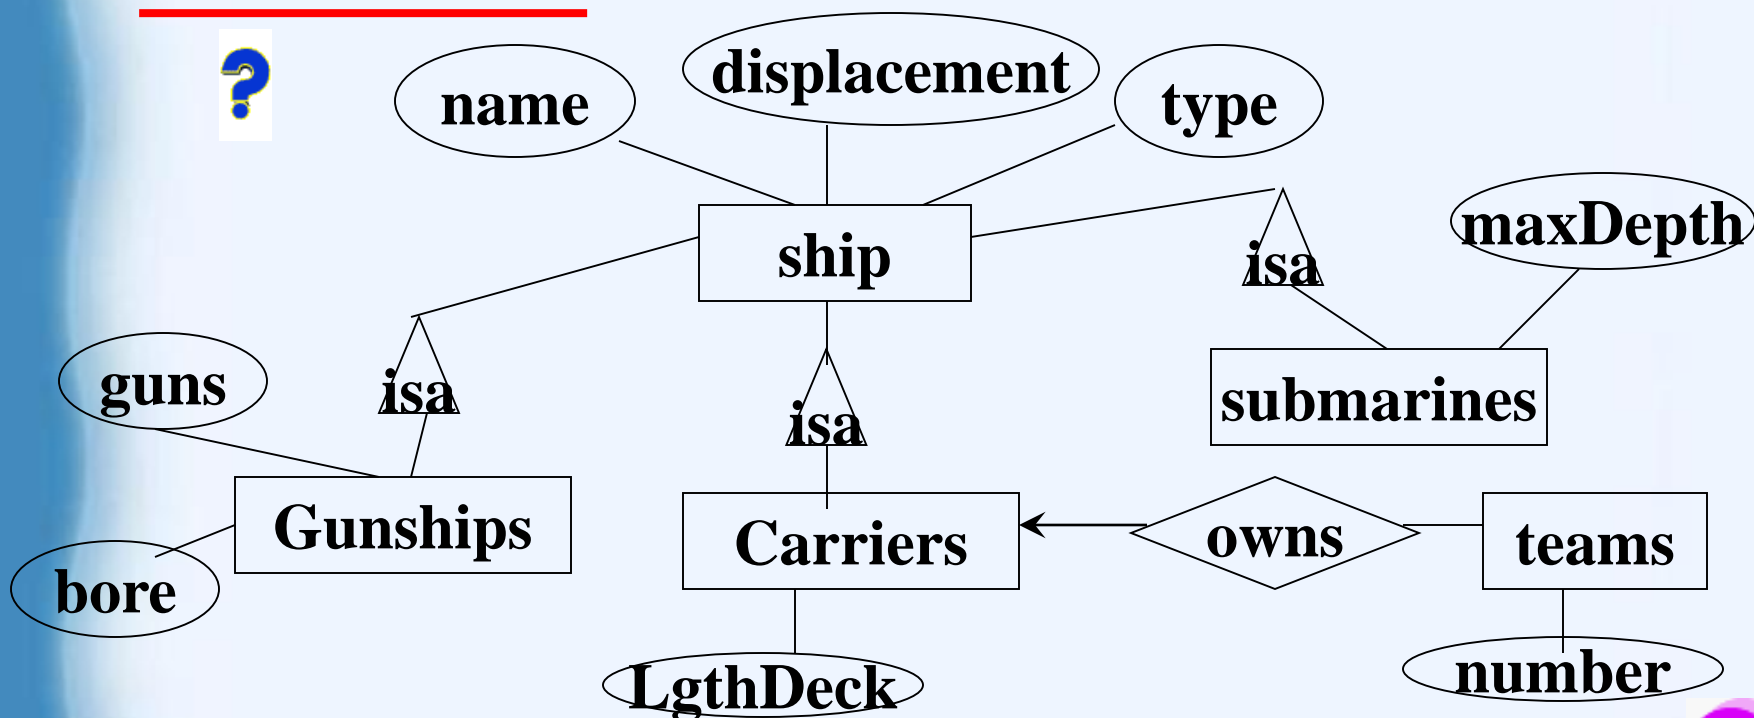 ?
displacement
name
type
maxDepth
ship
isa
guns
isa
isa
submarines
Gunships
Carriers
owns
teams
bore
LgthDeck
number